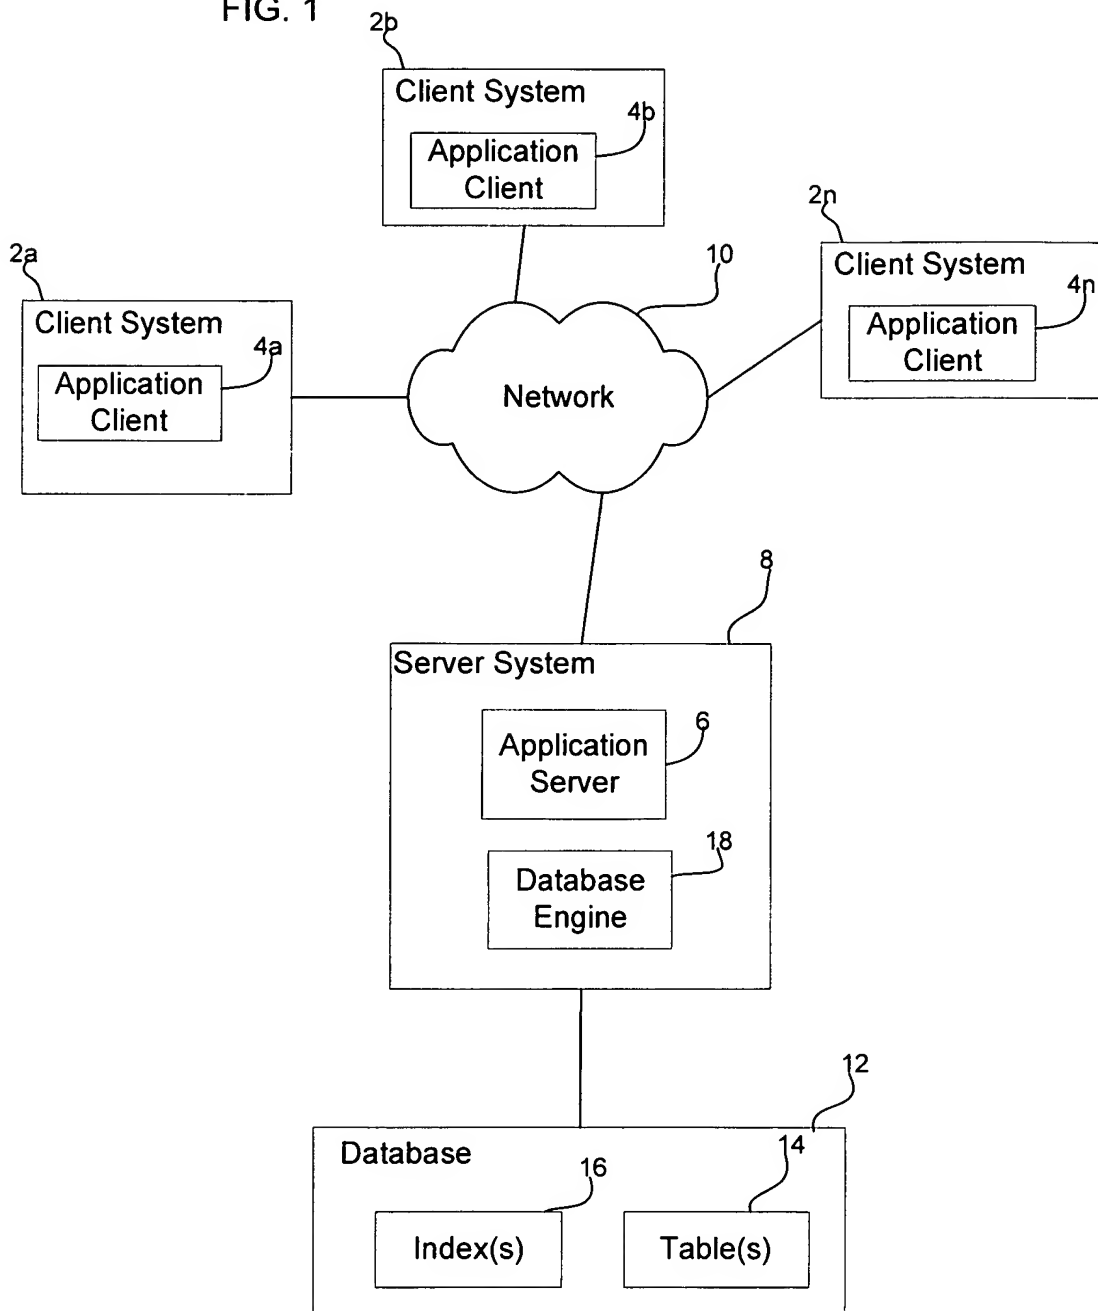 FIG. 1
2b
Client System
4b
Application
Client
2n
Client System
4n
Application
Client
2a
Client System
4a
Application
Client
10
Network
8
Server System
6
Application
Server
18
Database
Engine
12
Database
16
Index(s)
14
Table(s)